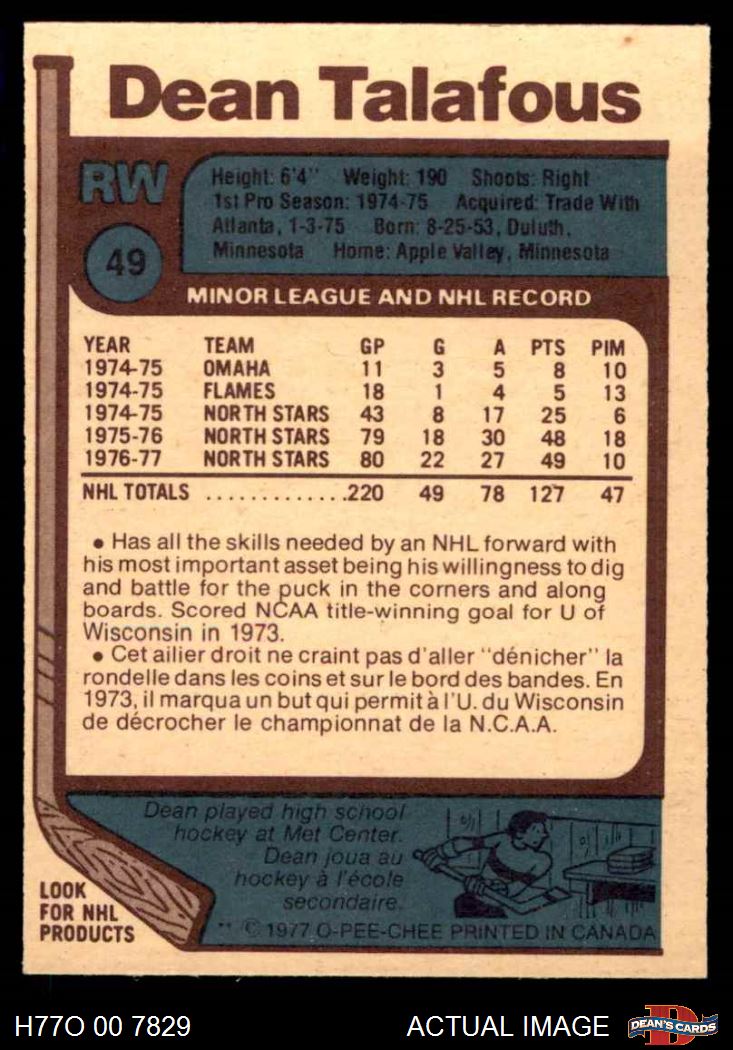 Dean Talafous
RW
49
Height: 6'4" Weight: 190 Shoots: Right
1st Pro Season: 1974-75 Acquired: Trade With
Atlanta, 1-3-75 Born: 8-25-53, Duluth,
Minnesota Home: Apple Valley, Minnesota
MINOR LEAGUE AND NHL RECORD
YEAR TEAM GP G A PTS PIM
1974-75 OMAHA 11 3 5 8 10
1974-75 FLAMES 18 1 4 5 13
1974-75 NORTH STARS 43 8 17 25 6
1975-76 NORTH STARS 79 18 30 48 18
1976-77 NORTH STARS 80 22 27 49 10
NHL TOTALS .............220 49 78 127 47
• Has all the skills needed by an NHL forward with
his most important asset being his willingness to dig
and battle for the puck in the corners and along
boards. Scored NCAA title-winning goal for U of
Wisconsin in 1973.
• Cet ailier droit ne craint pas d'aller "dénicher" la
rondelle dans les coins et sur le bord des bandes. En
1973, il marqua un but qui permit à l'U. du Wisconsin
de décrocher le championnat de la N.C.A.A.
Dean played high school
hockey at Met Center.
Dean joua au
hockey à l'école
secondaire.
LOOK
FOR NHL
PRODUCTS
** © 1977 O-PEE-CHEE PRINTED IN CANADA
H77O 00 7829
ACTUAL IMAGE
D
DEAN'S CARDS